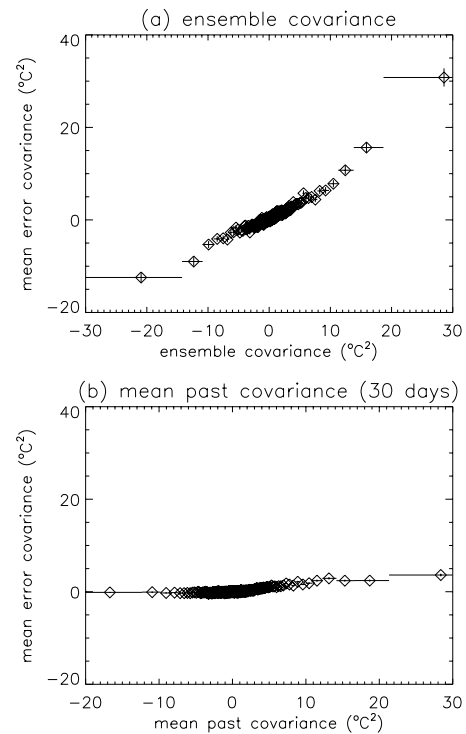 (a) ensemble covariance
40
20
0
−20
mean error covariance (°C²)
−30 −20 −10 0 10 20 30
ensemble covariance (°C²)
(b) mean past covariance (30 days)
40
20
0
−20
mean error covariance (°C²)
−20 −10 0 10 20 30
mean past covariance (°C²)